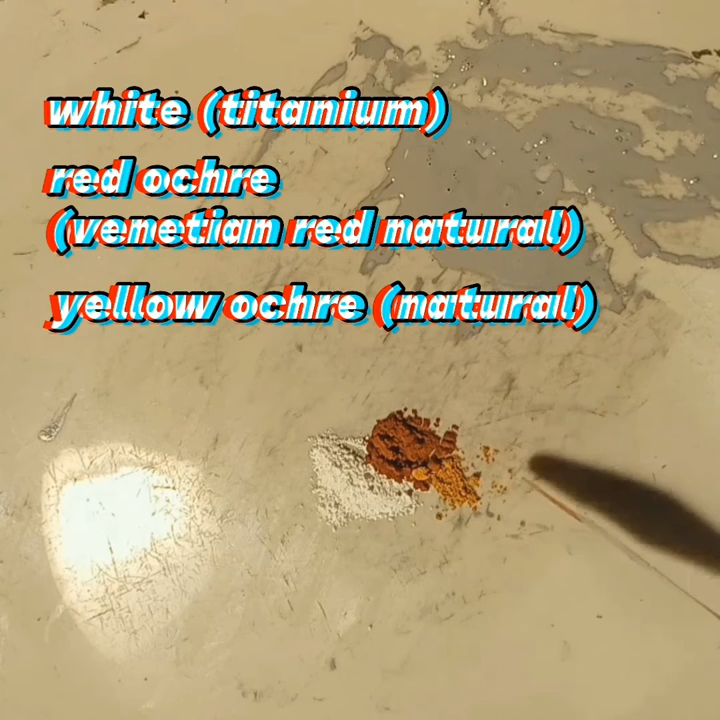 white (titanium)
red ochre
(venetian red natural)
yellow ochre (natural)